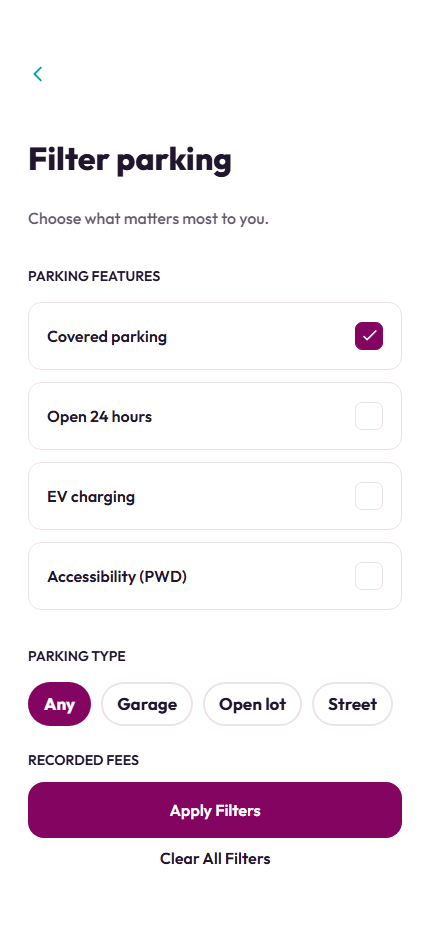 Filter parking
Choose what matters most to you.
PARKING FEATURES
Covered parking
Open 24 hours
EV charging
Accessibility (PWD)
PARKING TYPE
Any Garage Open lot Street
RECORDED FEES
Apply Filters
Clear All Filters